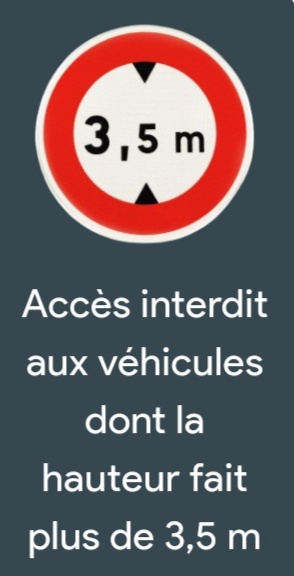 3,5 m
Accès interdit
aux véhicules
dont la
hauteur fait
plus de 3,5 m